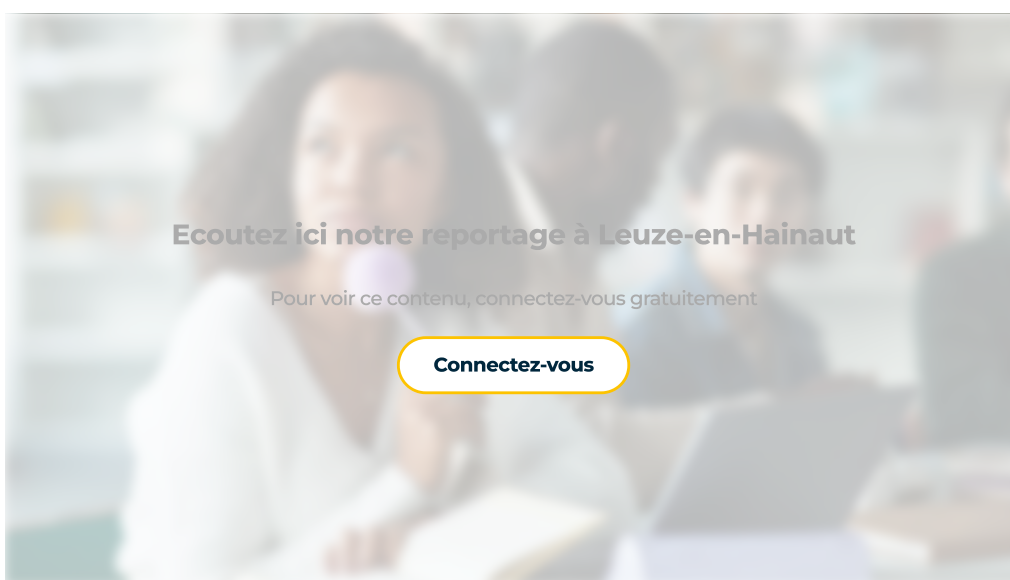 Ecoutez ici notre reportage à Leuze-en-Hainaut
Pour voir ce contenu, connectez-vous gratuitement
Connectez-vous